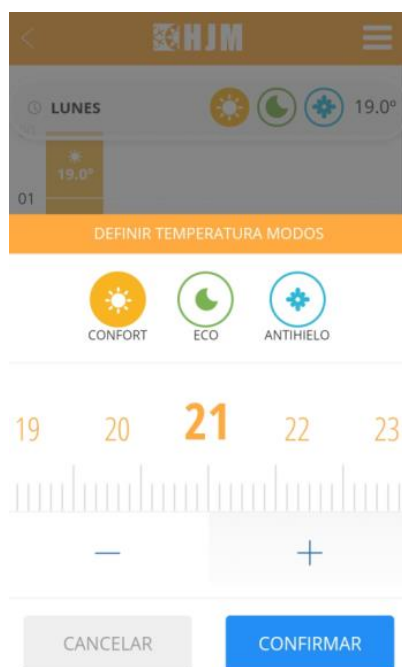 HJM
LUNES 19.0°
19.0°
01
DEFINIR TEMPERATURA MODOS
CONFORT ECO ANTIHIELO
19 20 21 22 23
− +
CANCELAR CONFIRMAR